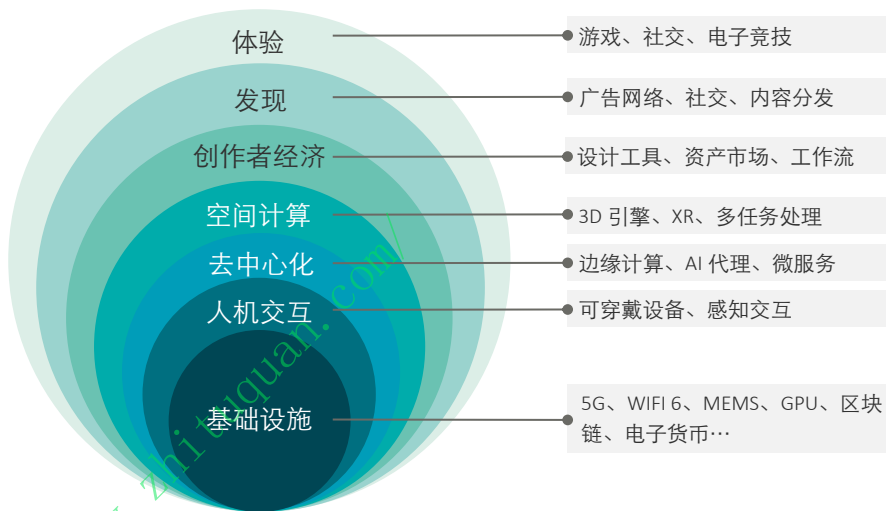 体验
游戏、社交、电子竞技
发现
广告网络、社交、内容分发
创作者经济
设计工具、资产市场、工作流
空间计算
3D 引擎、XR、多任务处理
去中心化
边缘计算、AI 代理、微服务
人机交互
可穿戴设备、感知交互
基础设施
5G、WIFI 6、MEMS、GPU、区块
链、电子货币…
.zhituquan.com/